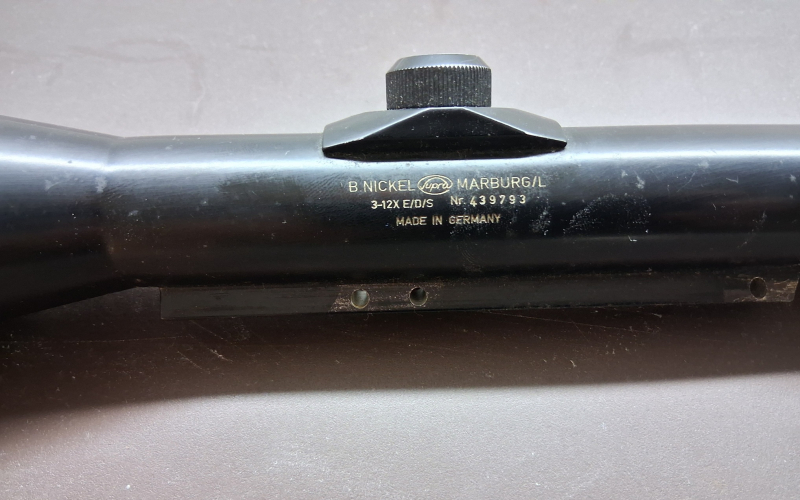 B. NICKEL Supra MARBURG/L
3-12X E/D/S Nr. 439793
MADE IN GERMANY